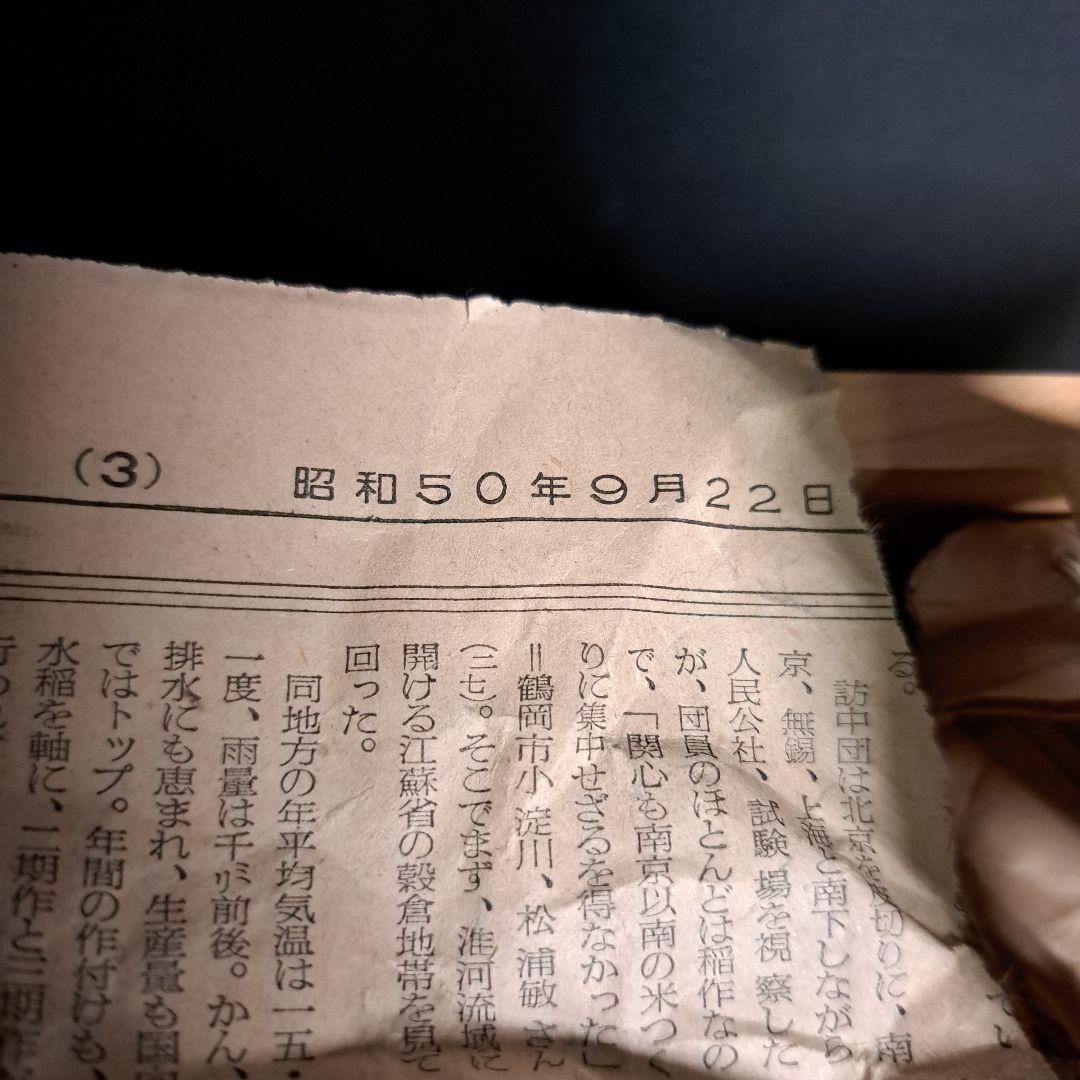 (3)　昭和50年9月22日
る。
訪中団は北京を皮切りに、南
京、無錫、上海と南下しながら
人民公社、試験場を視察した
が、団員のほとんどは稲作なの
で、「関心も南京以南の米つく
りに集中せざるを得なかった」
＝鶴岡市小淀川、松浦敏さん
(二七)。そこでまず、淮河流域に
開ける江蘇省の穀倉地帯を見て
回った。
同地方の年平均気温は一五・
一度、雨量は千ミリ前後。かん、
排水にも恵まれ、生産量も国
ではトップ。年間の作付けも、
水稲を軸に、二期作と三期作